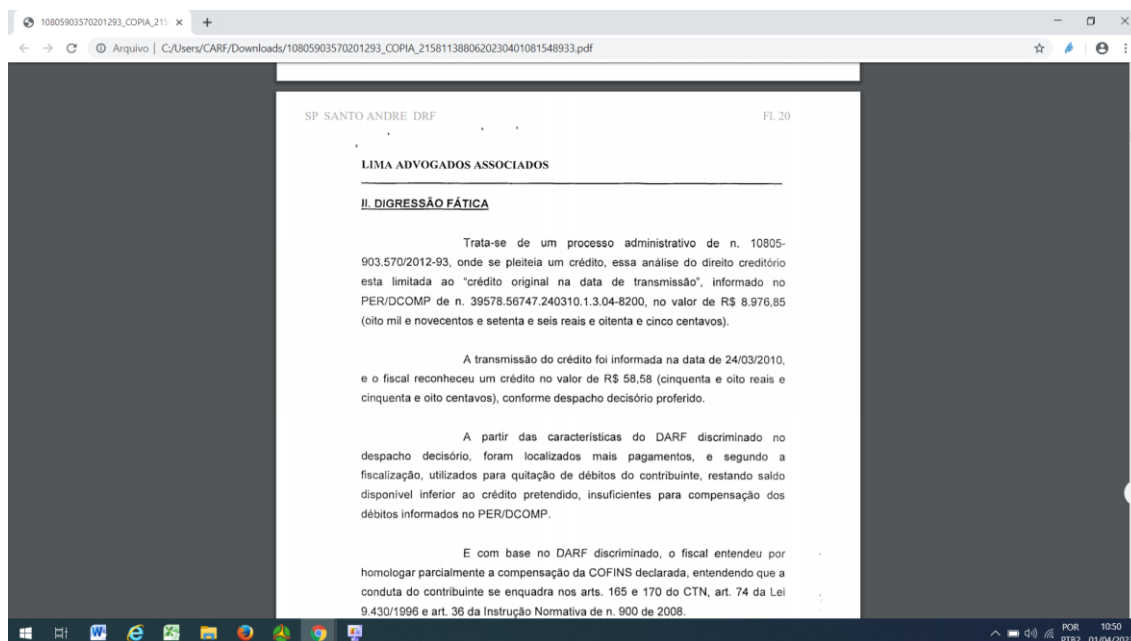 10805903570201293_COPIA_215
Arquivo | C:/Users/CARF/Downloads/10805903570201293_COPIA_2158113880620230401081548933.pdf
SP SANTO ANDRE DRF Fl. 20
LIMA ADVOGADOS ASSOCIADOS
II. DIGRESSÃO FÁTICA
Trata-se de um processo administrativo de n. 10805-
903.570/2012-93, onde se pleiteia um crédito, essa análise do direito creditório
esta limitada ao "crédito original na data de transmissão", informado no
PER/DCOMP de n. 39578.56747.240310.1.3.04-8200, no valor de R$ 8.976,85
(oito mil e novecentos e setenta e seis reais e oitenta e cinco centavos).
A transmissão do crédito foi informada na data de 24/03/2010,
e o fiscal reconheceu um crédito no valor de R$ 58,58 (cinquenta e oito reais e
cinquenta e oito centavos), conforme despacho decisório proferido.
A partir das características do DARF discriminado no
despacho decisório, foram localizados mais pagamentos, e segundo a
fiscalização, utilizados para quitação de débitos do contribuinte, restando saldo
disponível inferior ao crédito pretendido, insuficientes para compensação dos
débitos informados no PER/DCOMP.
E com base no DARF discriminado, o fiscal entendeu por
homologar parcialmente a compensação da COFINS declarada, entendendo que a
conduta do contribuinte se enquadra nos arts. 165 e 170 do CTN, art. 74 da Lei
9.430/1996 e art. 36 da Instrução Normativa de n. 900 de 2008.
POR 10:50
PTB2 01/04/202